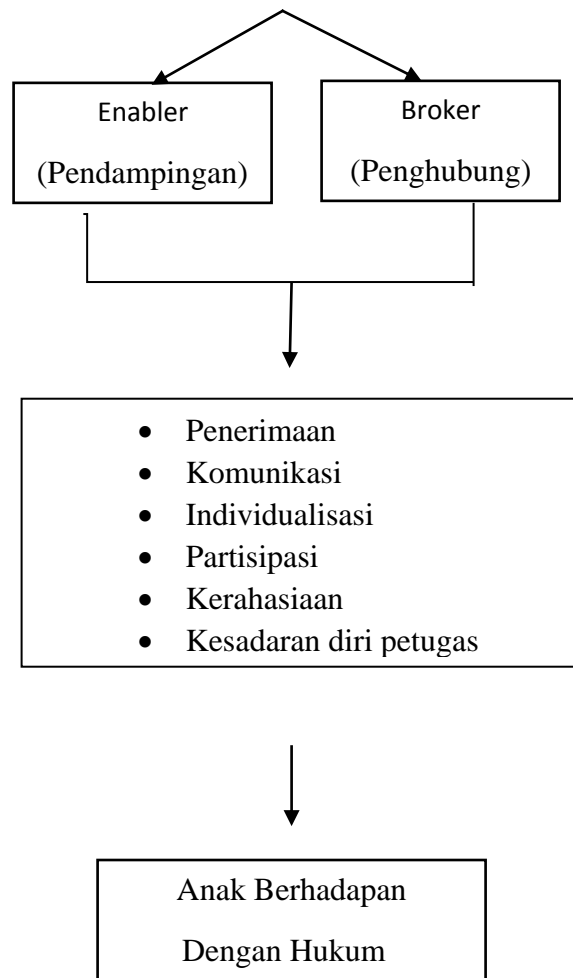 Enabler
(Pendampingan)
Broker
(Penghubung)
• Penerimaan
• Komunikasi
• Individualisasi
• Partisipasi
• Kerahasiaan
• Kesadaran diri petugas
Anak Berhadapan
Dengan Hukum